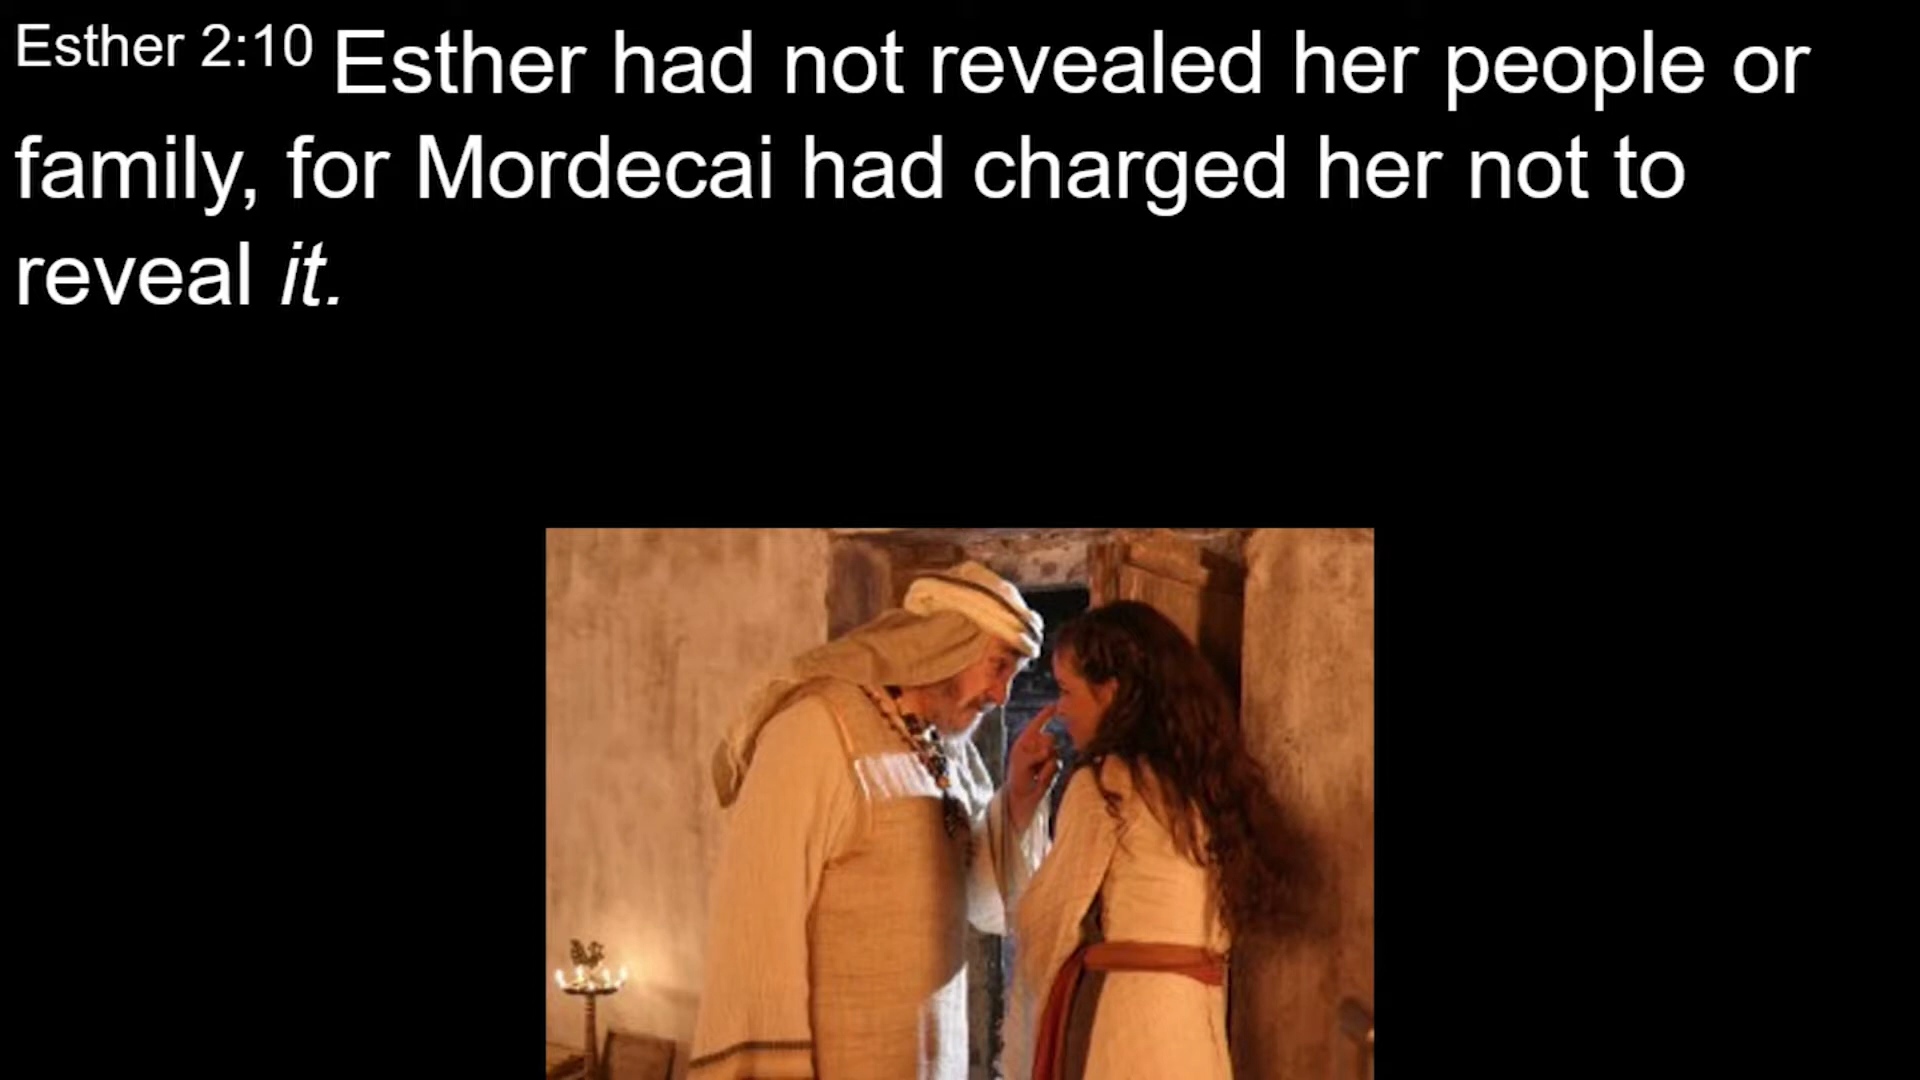 Esther 2:10 Esther had not revealed her people or
family, for Mordecai had charged her not to
reveal it.